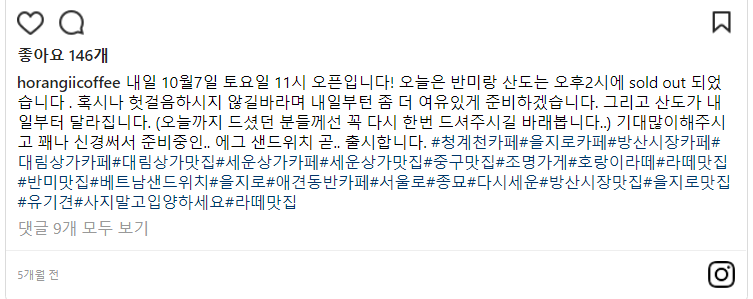 좋아요 146개
horangiicoffee 내일 10월7일 토요일 11시 오픈입니다! 오늘은 반미랑 산도는 오후2시에 sold out 되었
습니다 . 혹시나 헛걸음하시지 않길바라며 내일부턴 좀 더 여유있게 준비하겠습니다. 그리고 산도가 내
일부터 달라집니다. (오늘까지 드셨던 분들께선 꼭 다시 한번 드셔주시길 바래봅니다..) 기대많이해주시
고 꽤나 신경써서 준비중인.. 에그 샌드위치 곧.. 출시합니다. #청계천카페#을지로카페#방산시장카페#
대림상가카페#대림상가맛집#세운상가카페#세운상가맛집#중구맛집#조명가게#호랑이라떼#라떼맛집
#반미맛집#베트남샌드위치#을지로#애견동반카페#서울로#종묘#다시세운#방산시장맛집#을지로맛집
#유기견#사지말고입양하세요#라떼맛집
댓글 9개 모두 보기
5개월 전